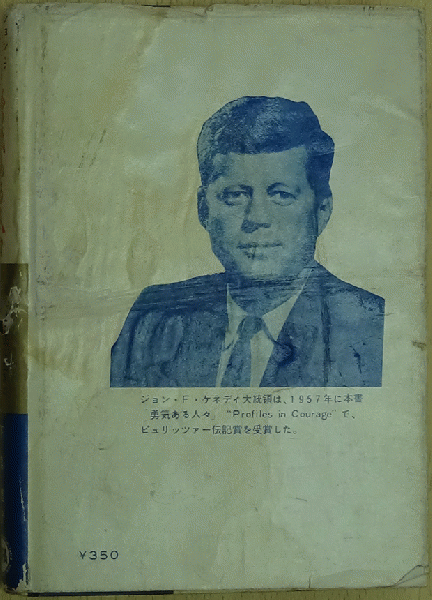 ジョン・F・ケネディ大統領は、1957年に本書
勇気ある人々 "Profiles in Courage" で、
ピュリッツァー伝記賞を受賞した。
¥350